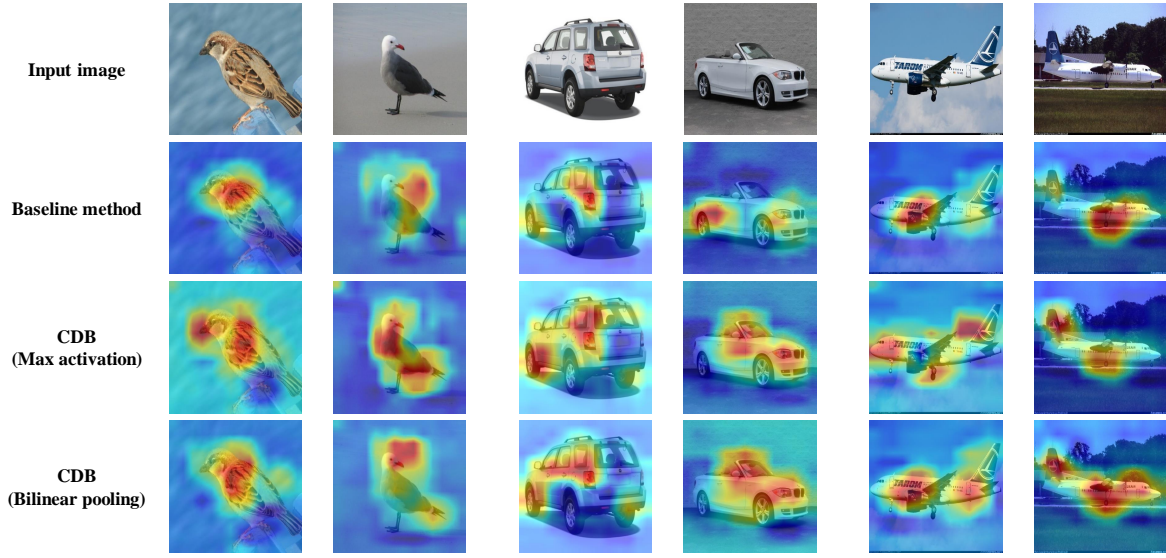 Input image
TAROM
Baseline method
TAROM
CDB
(Max activation)
TAROM
CDB
(Bilinear pooling)
TAROM